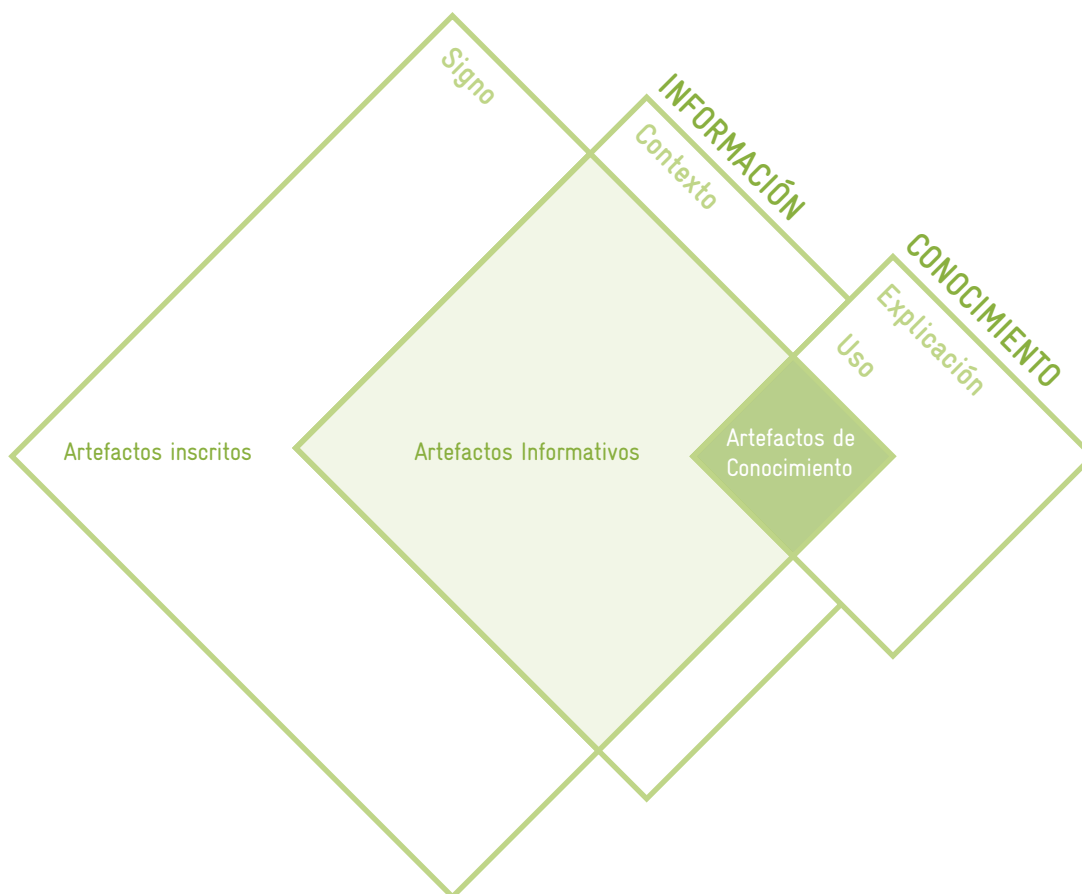 Signo
INFORMACIÓN
Contexto
CONOCIMIENTO
Explicación
Uso
Artefactos inscritos
Artefactos Informativos
Artefactos de
Conocimiento